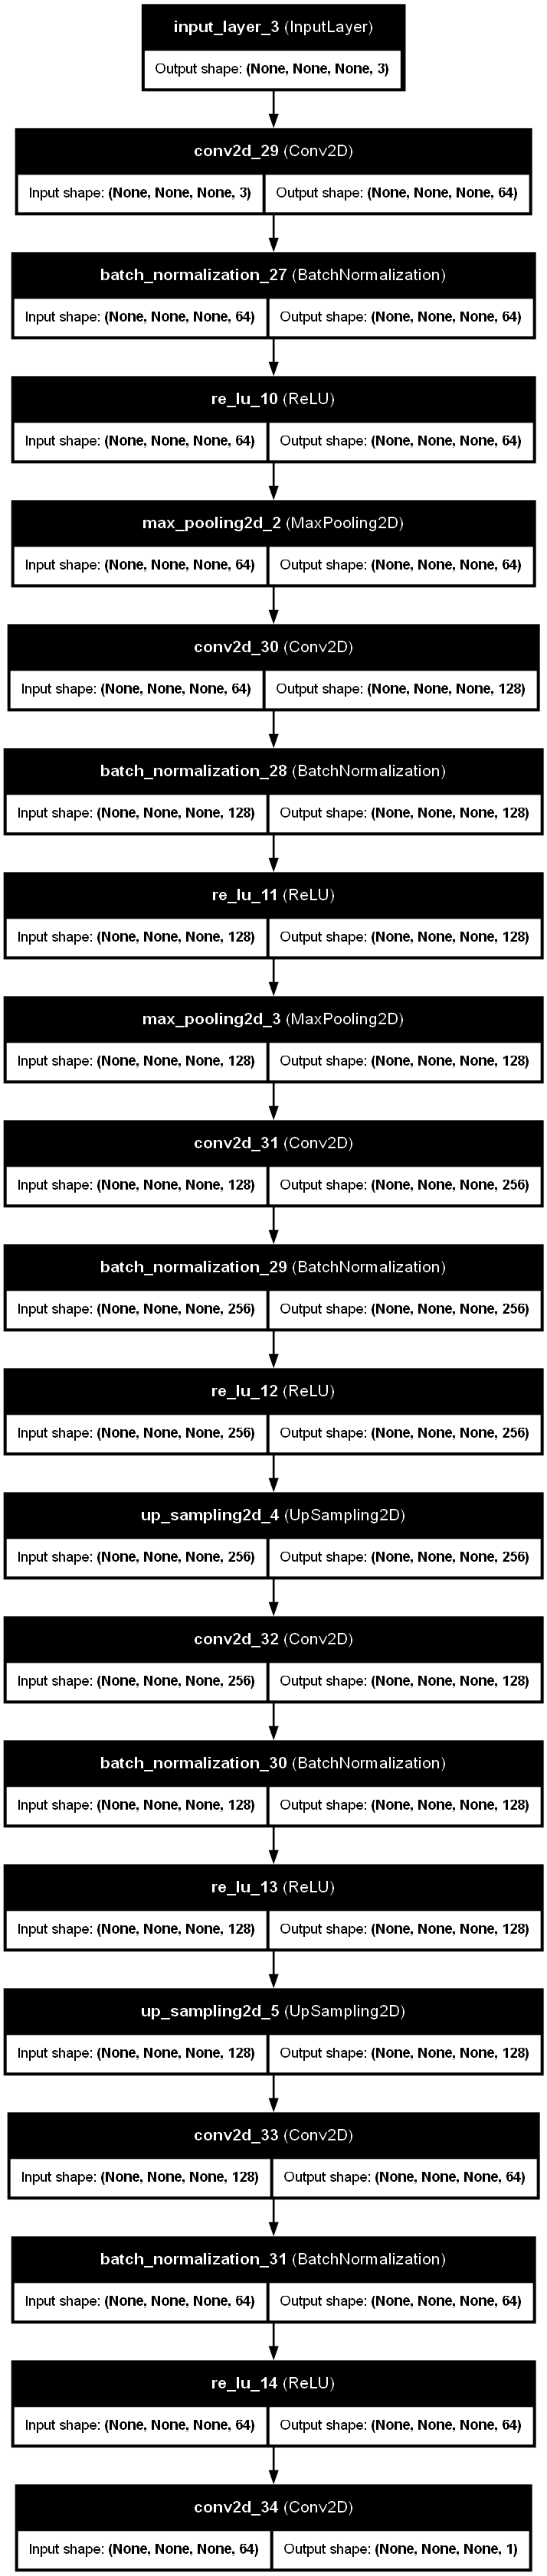 input_layer_3 (InputLayer)
Output shape: (None, None, None, 3)
conv2d_29 (Conv2D)
Input shape: (None, None, None, 3) Output shape: (None, None, None, 64)
batch_normalization_27 (BatchNormalization)
Input shape: (None, None, None, 64) Output shape: (None, None, None, 64)
re_lu_10 (ReLU)
Input shape: (None, None, None, 64) Output shape: (None, None, None, 64)
max_pooling2d_2 (MaxPooling2D)
Input shape: (None, None, None, 64) Output shape: (None, None, None, 64)
conv2d_30 (Conv2D)
Input shape: (None, None, None, 64) Output shape: (None, None, None, 128)
batch_normalization_28 (BatchNormalization)
Input shape: (None, None, None, 128) Output shape: (None, None, None, 128)
re_lu_11 (ReLU)
Input shape: (None, None, None, 128) Output shape: (None, None, None, 128)
max_pooling2d_3 (MaxPooling2D)
Input shape: (None, None, None, 128) Output shape: (None, None, None, 128)
conv2d_31 (Conv2D)
Input shape: (None, None, None, 128) Output shape: (None, None, None, 256)
batch_normalization_29 (BatchNormalization)
Input shape: (None, None, None, 256) Output shape: (None, None, None, 256)
re_lu_12 (ReLU)
Input shape: (None, None, None, 256) Output shape: (None, None, None, 256)
up_sampling2d_4 (UpSampling2D)
Input shape: (None, None, None, 256) Output shape: (None, None, None, 256)
conv2d_32 (Conv2D)
Input shape: (None, None, None, 256) Output shape: (None, None, None, 128)
batch_normalization_30 (BatchNormalization)
Input shape: (None, None, None, 128) Output shape: (None, None, None, 128)
re_lu_13 (ReLU)
Input shape: (None, None, None, 128) Output shape: (None, None, None, 128)
up_sampling2d_5 (UpSampling2D)
Input shape: (None, None, None, 128) Output shape: (None, None, None, 128)
conv2d_33 (Conv2D)
Input shape: (None, None, None, 128) Output shape: (None, None, None, 64)
batch_normalization_31 (BatchNormalization)
Input shape: (None, None, None, 64) Output shape: (None, None, None, 64)
re_lu_14 (ReLU)
Input shape: (None, None, None, 64) Output shape: (None, None, None, 64)
conv2d_34 (Conv2D)
Input shape: (None, None, None, 64) Output shape: (None, None, None, 1)